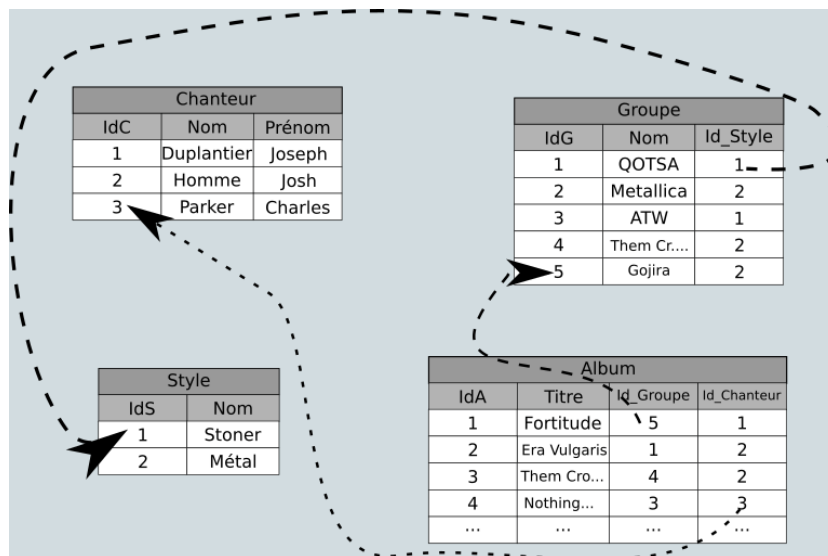 Chanteur
IdC Nom Prénom
1 Duplantier Joseph
2 Homme Josh
3 Parker Charles
Groupe
IdG Nom Id_Style
1 QOTSA 1
2 Metallica 2
3 ATW 1
4 Them Cr.... 2
5 Gojira 2
Style
IdS Nom
1 Stoner
2 Métal
Album
IdA Titre Id_Groupe Id_Chanteur
1 Fortitude 5 1
2 Era Vulgaris 1 2
3 Them Cro... 4 2
4 Nothing... 3 3
... ... ... ...